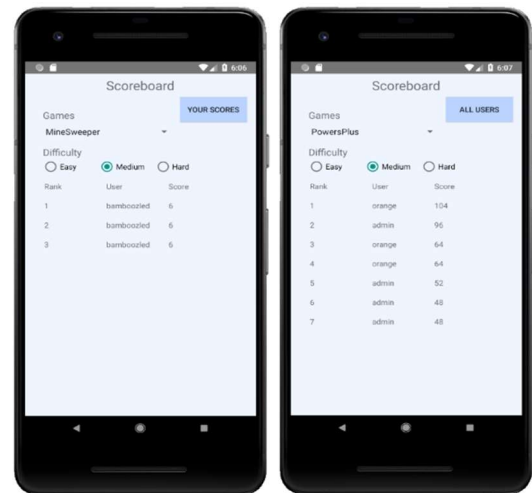 6:06
Scoreboard
YOUR SCORES
Games
MineSweeper
Difficulty
Easy Medium Hard
Rank User Score
1 bamboozled 6
2 bamboozled 6
3 bamboozled 6
6:07
Scoreboard
ALL USERS
Games
PowersPlus
Difficulty
Easy Medium Hard
Rank User Score
1 orange 104
2 admin 96
3 orange 64
4 orange 64
5 admin 52
6 admin 48
7 admin 48